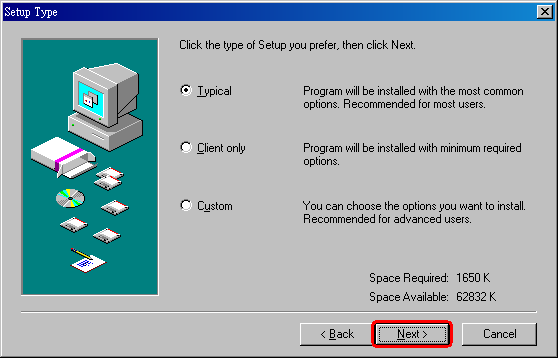 Setup Type
Click the type of Setup you prefer, then click Next.
Typical
Program will be installed with the most common
options. Recommended for most users.
Client only
Program will be installed with minimum required
options.
Custom
You can choose the options you want to install.
Recommended for advanced users.
Space Required: 1650 K
Space Available: 62832 K
< Back
Next >
Cancel